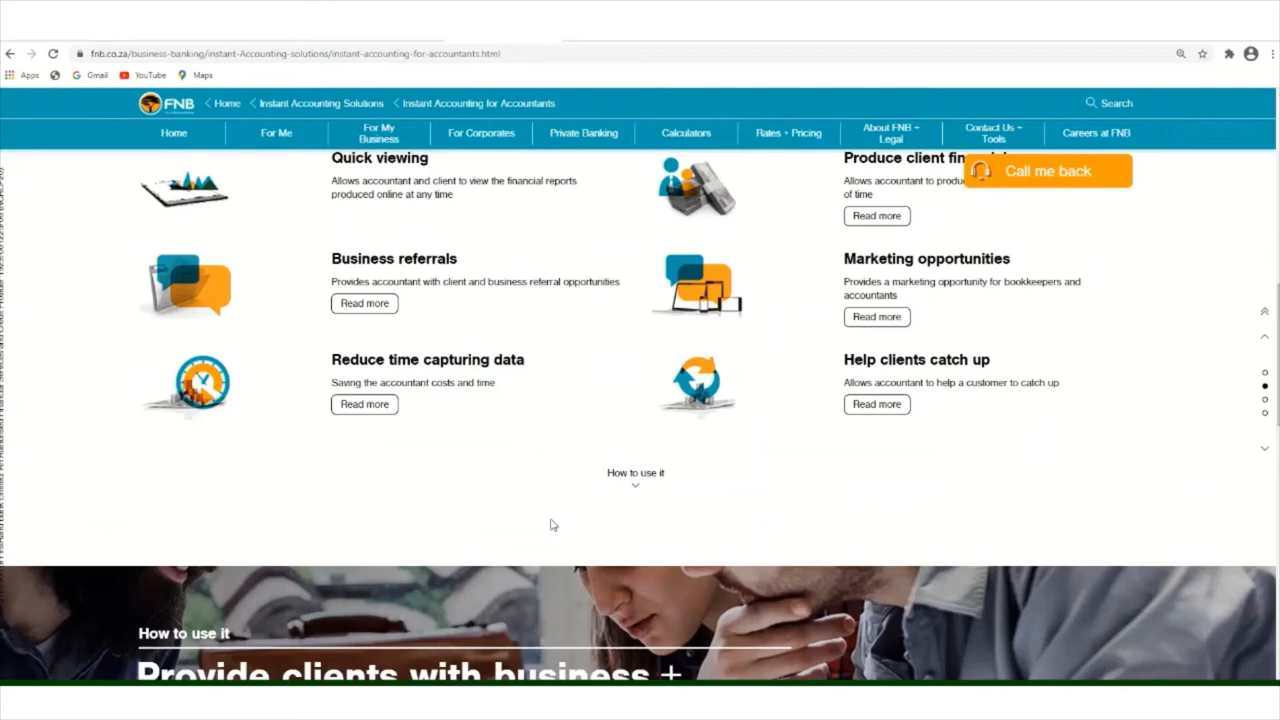 fnb.co.za/business-banking/instant-Accounting-solutions/instant-accounting-for-accountants.html
Apps
Gmail
YouTube
Maps
FNB
Home
Instant Accounting Solutions
Instant Accounting for Accountants
Search
Home
For Me
For My
Business
For Corporates
Private Banking
Calculators
Rates + Pricing
About FNB +
Legal
Contact Us +
Tools
Careers at FNB
Call me back
Quick viewing
Allows accountant and client to view the financial reports
produced online at any time
Produce client
Allows accountant to
of time
Read more
Business referrals
Provides accountant with client and business referral opportunities
Read more
Marketing opportunities
Provides a marketing opportunity for bookkeepers and
accountants
Read more
Reduce time capturing data
Saving the accountant costs and time
Read more
Help clients catch up
Allows accountant to help a customer to catch up
Read more
How to use it
How to use it
Provide clients with business +